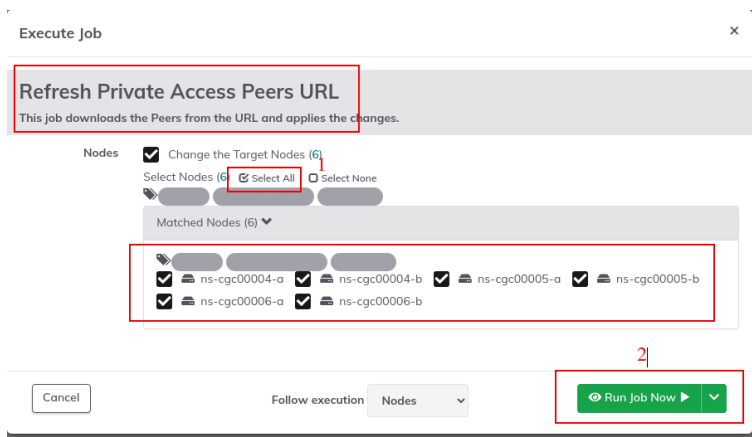 Execute Job ×
Refresh Private Access Peers URL
This job downloads the Peers from the URL and applies the changes.
Nodes Change the Target Nodes (6)
1
Select Nodes (6) Select All Select None
Matched Nodes (6)
ns-cgc00004-a ns-cgc00004-b ns-cgc00005-a ns-cgc00005-b
ns-cgc00006-a ns-cgc00006-b
2
Cancel Follow execution Nodes Run Job Now